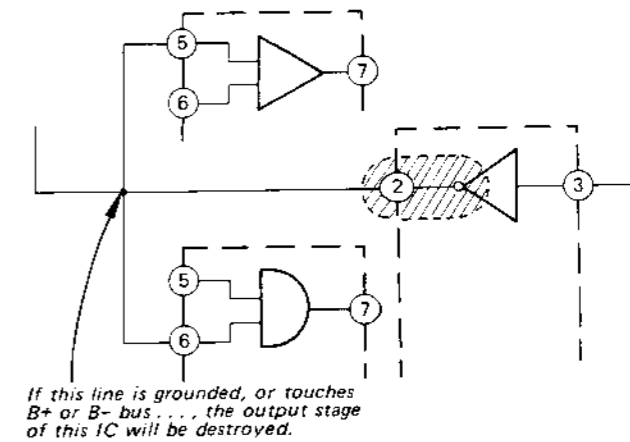 5
7
6
2
3
5
7
6
If this line is grounded, or touches
B+ or B- bus . . . . , the output stage
of this IC will be destroyed.